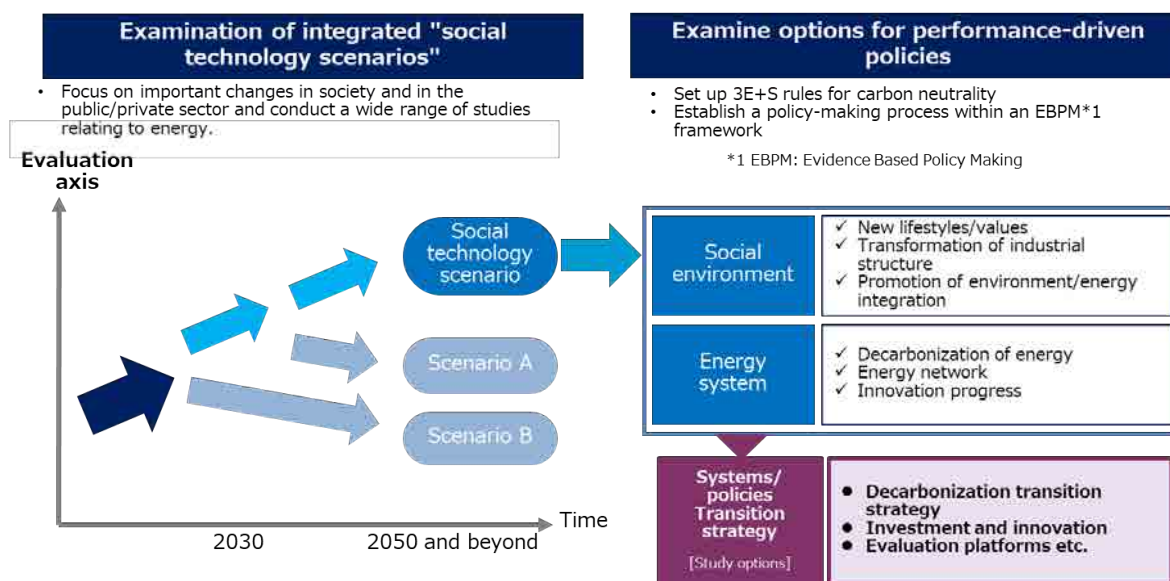 Examination of integrated "social
technology scenarios"
• Focus on important changes in society and in the
public/private sector and conduct a wide range of studies
relating to energy.
Evaluation
axis
Social
technology
scenario
Scenario A
Scenario B
Time
2030
2050 and beyond
Examine options for performance-driven
policies
• Set up 3E+S rules for carbon neutrality
• Establish a policy-making process within an EBPM*1
framework
*1 EBPM: Evidence Based Policy Making
Social
environment
✓ New lifestyles/values
✓ Transformation of industrial
structure
✓ Promotion of environment/energy
integration
Energy
system
✓ Decarbonization of energy
✓ Energy network
✓ Innovation progress
Systems/
policies
Transition
strategy
[Study options]
● Decarbonization transition
strategy
● Investment and innovation
● Evaluation platforms etc.